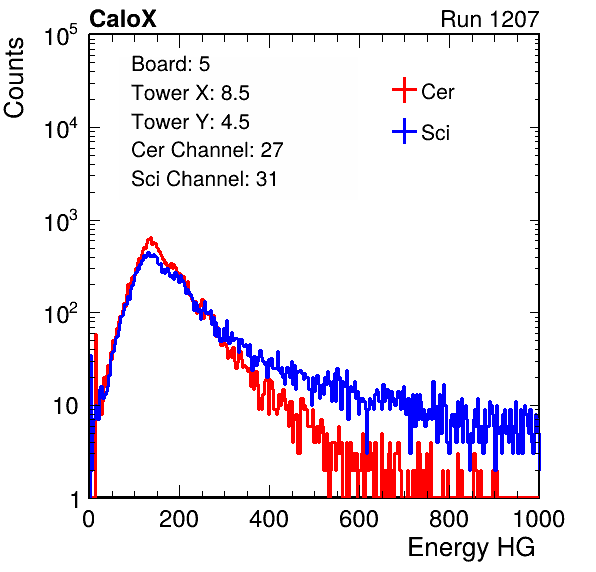 CaloX Run 1207
Counts
10^5
10^4
10^3
10^2
10
1
Board: 5
Tower X: 8.5
Tower Y: 4.5
Cer Channel: 27
Sci Channel: 31
Cer
Sci
0 200 400 600 800 1000
Energy HG